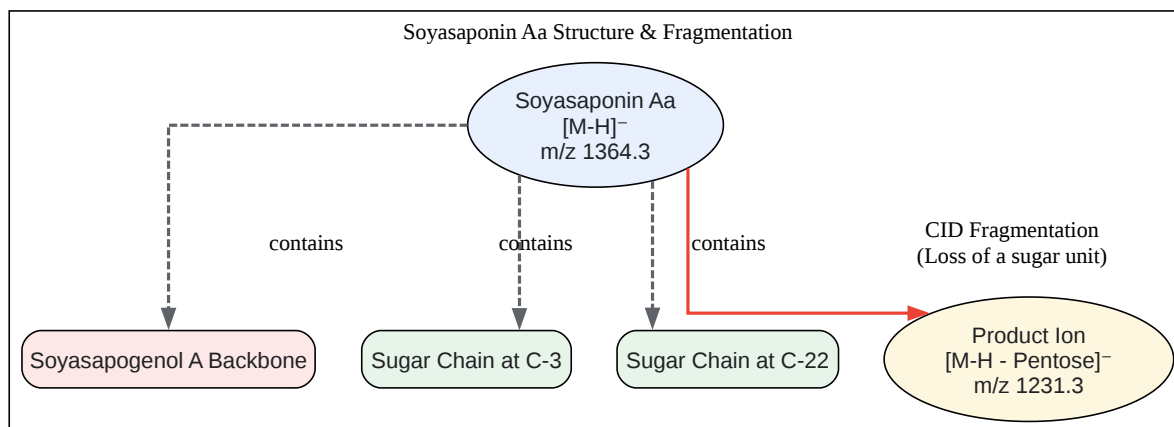 Soyasaponin Aa Structure & Fragmentation
Soyasaponin Aa
[M-H]⁻
m/z 1364.3
contains
contains
contains
CID Fragmentation
(Loss of a sugar unit)
Soyasapogenol A Backbone
Sugar Chain at C-3
Sugar Chain at C-22
Product Ion
[M-H - Pentose]⁻
m/z 1231.3